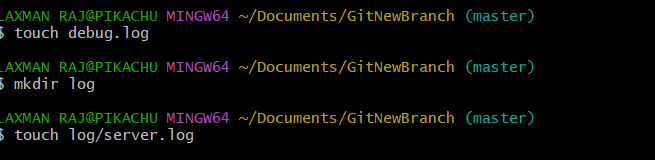 LAXMAN RAJ@PIKACHU MINGW64 ~/Documents/GitNewBranch (master)
$ touch debug.log
LAXMAN RAJ@PIKACHU MINGW64 ~/Documents/GitNewBranch (master)
$ mkdir log
LAXMAN RAJ@PIKACHU MINGW64 ~/Documents/GitNewBranch (master)
$ touch log/server.log